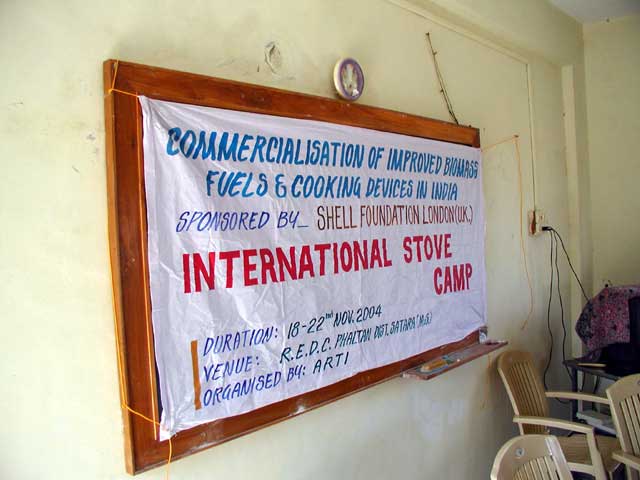 COMMERCIALISATION OF IMPROVED BIOMASS
FUELS & COOKING DEVICES IN INDIA
SPONSORED BY_ SHELL FOUNDATION LONDON(U.K.)
INTERNATIONAL STOVE
CAMP
DURATION: 18-22nd NOV. 2004
VENUE: R.E.D.C. PHALTAN DIST. SATARA (M.S.)
ORGANISED BY: ARTI